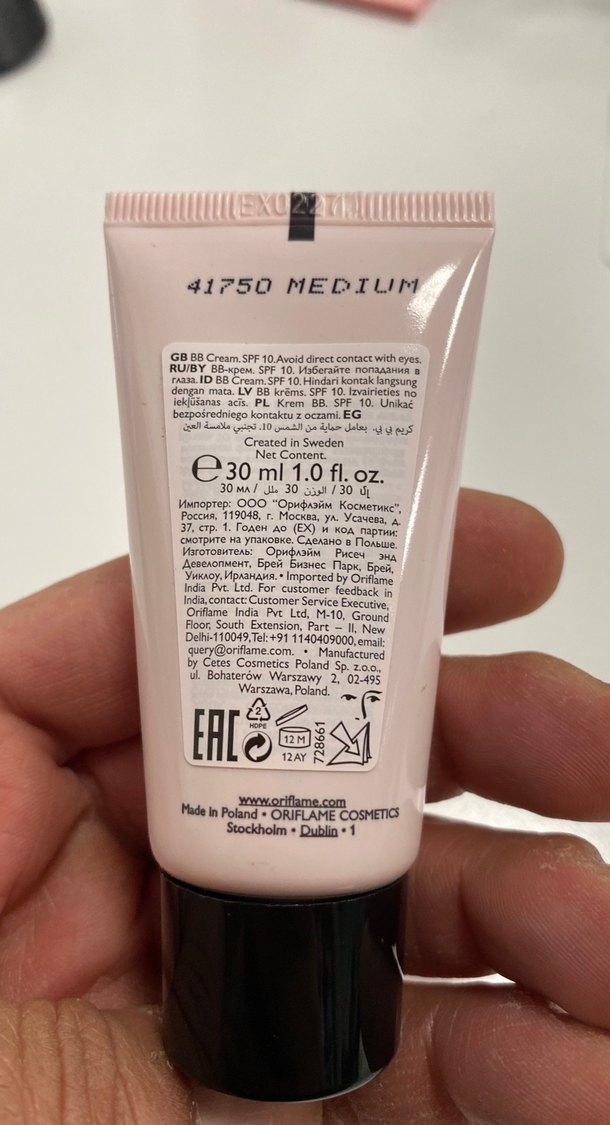 41750 MEDIUM
GB BB Cream. SPF 10. Avoid direct contact with eyes.
RU/BY BB-крем. SPF 10. Избегайте попадания в
глаза. ID BB Cream. SPF 10. Hindari kontak langsung
dengan mata. LV BB krēms. SPF 10. Izvairieties no
iekļūšanas acīs. PL Krem BB. SPF 10. Unikać
bezpośredniego kontaktu z oczami. EG
كريم بي بي. بعامل حماية من الشمس 10. تجنبي ملامسة العين
Created in Sweden
Net Content.
℮ 30 ml 1.0 fl. oz.
30 мл / الوزن 30 ملل / 30 մլ
Импортер: ООО "Орифлэйм Косметикс",
Россия, 119048, г. Москва, ул. Усачева, д.
37, стр. 1. Годен до (EX) и код партии:
смотрите на упаковке. Сделано в Польше.
Изготовитель: Орифлэйм Рисеч энд
Девелопмент, Брей Бизнес Парк, Брей,
Уиклоу, Ирландия. • Imported by Oriflame
India Pvt. Ltd. For customer feedback in
India, contact: Customer Service Executive,
Oriflame India Pvt Ltd, M-10, Ground
Floor, South Extension, Part – II, New
Delhi-110049, Tel: +91 1140409000, email:
query@oriflame.com. • Manufactured
by Cetes Cosmetics Poland Sp. z.o.o.,
ul. Bohaterów Warszawy 2, 02-495
Warszawa, Poland.
EAC
2
HDPE
12 M
12 AY
728661
www.oriflame.com
Made in Poland • ORIFLAME COSMETICS
Stockholm • Dublin • 1